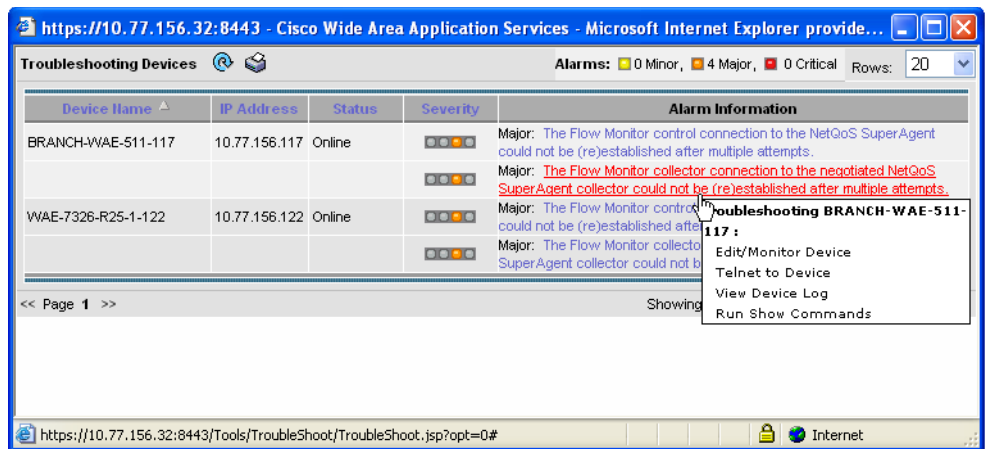 https://10.77.156.32:8443 - Cisco Wide Area Application Services - Microsoft Internet Explorer provide...
Troubleshooting Devices
Alarms: 0 Minor, 4 Major, 0 Critical Rows: 20
Device Name IP Address Status Severity Alarm Information
BRANCH-WAE-511-117 10.77.156.117 Online Major: The Flow Monitor control connection to the NetQoS SuperAgent
could not be (re)established after multiple attempts.
Major: The Flow Monitor collector connection to the negotiated NetQoS
SuperAgent collector could not be (re)established after multiple attempts.
WAE-7326-R25-1-122 10.77.156.122 Online Major: The Flow Monitor contro
could not be (re)established afte
Major: The Flow Monitor collecto
SuperAgent collector could not b
oubleshooting BRANCH-WAE-511-
117 :
Edit/Monitor Device
Telnet to Device
View Device Log
Run Show Commands
<< Page 1 >>
Showing
https://10.77.156.32:8443/Tools/TroubleShoot/TroubleShoot.jsp?opt=0#
Internet